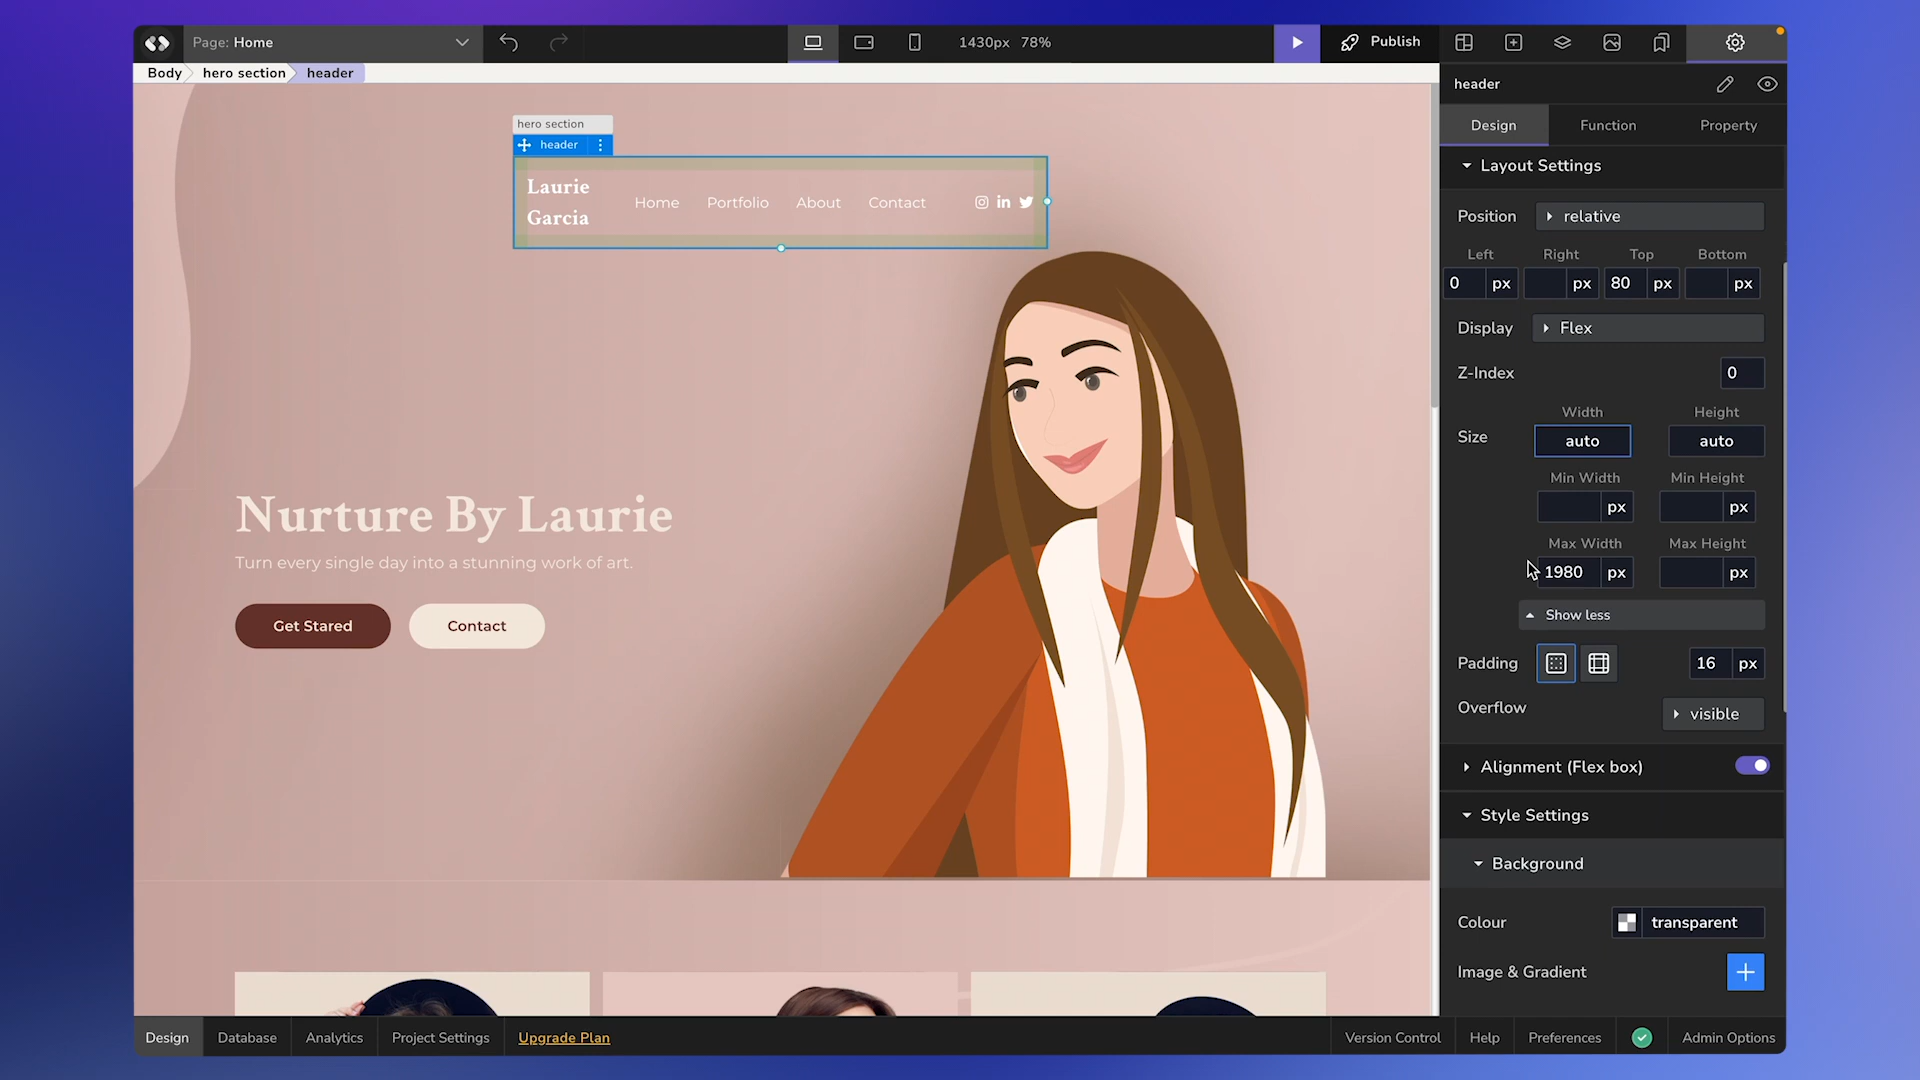 Page: Home
1430px 78%
Publish
Body
hero section
header
header
Design
Function
Property
hero section
header
Laurie
Garcia
Home
Portfolio
About
Contact
Layout Settings
Position
relative
Left
Right
Top
Bottom
0 px
px
80 px
px
Display
Flex
Z-Index
0
Width
Height
Size
auto
auto
Min Width
Min Height
px
px
Max Width
Max Height
1980 px
px
Show less
Padding
16 px
Overflow
visible
Alignment (Flex box)
Style Settings
Background
Colour
transparent
Image & Gradient
Nurture By Laurie
Turn every single day into a stunning work of art.
Get Stared
Contact
Design
Database
Analytics
Project Settings
Upgrade Plan
Version Control
Help
Preferences
Admin Options